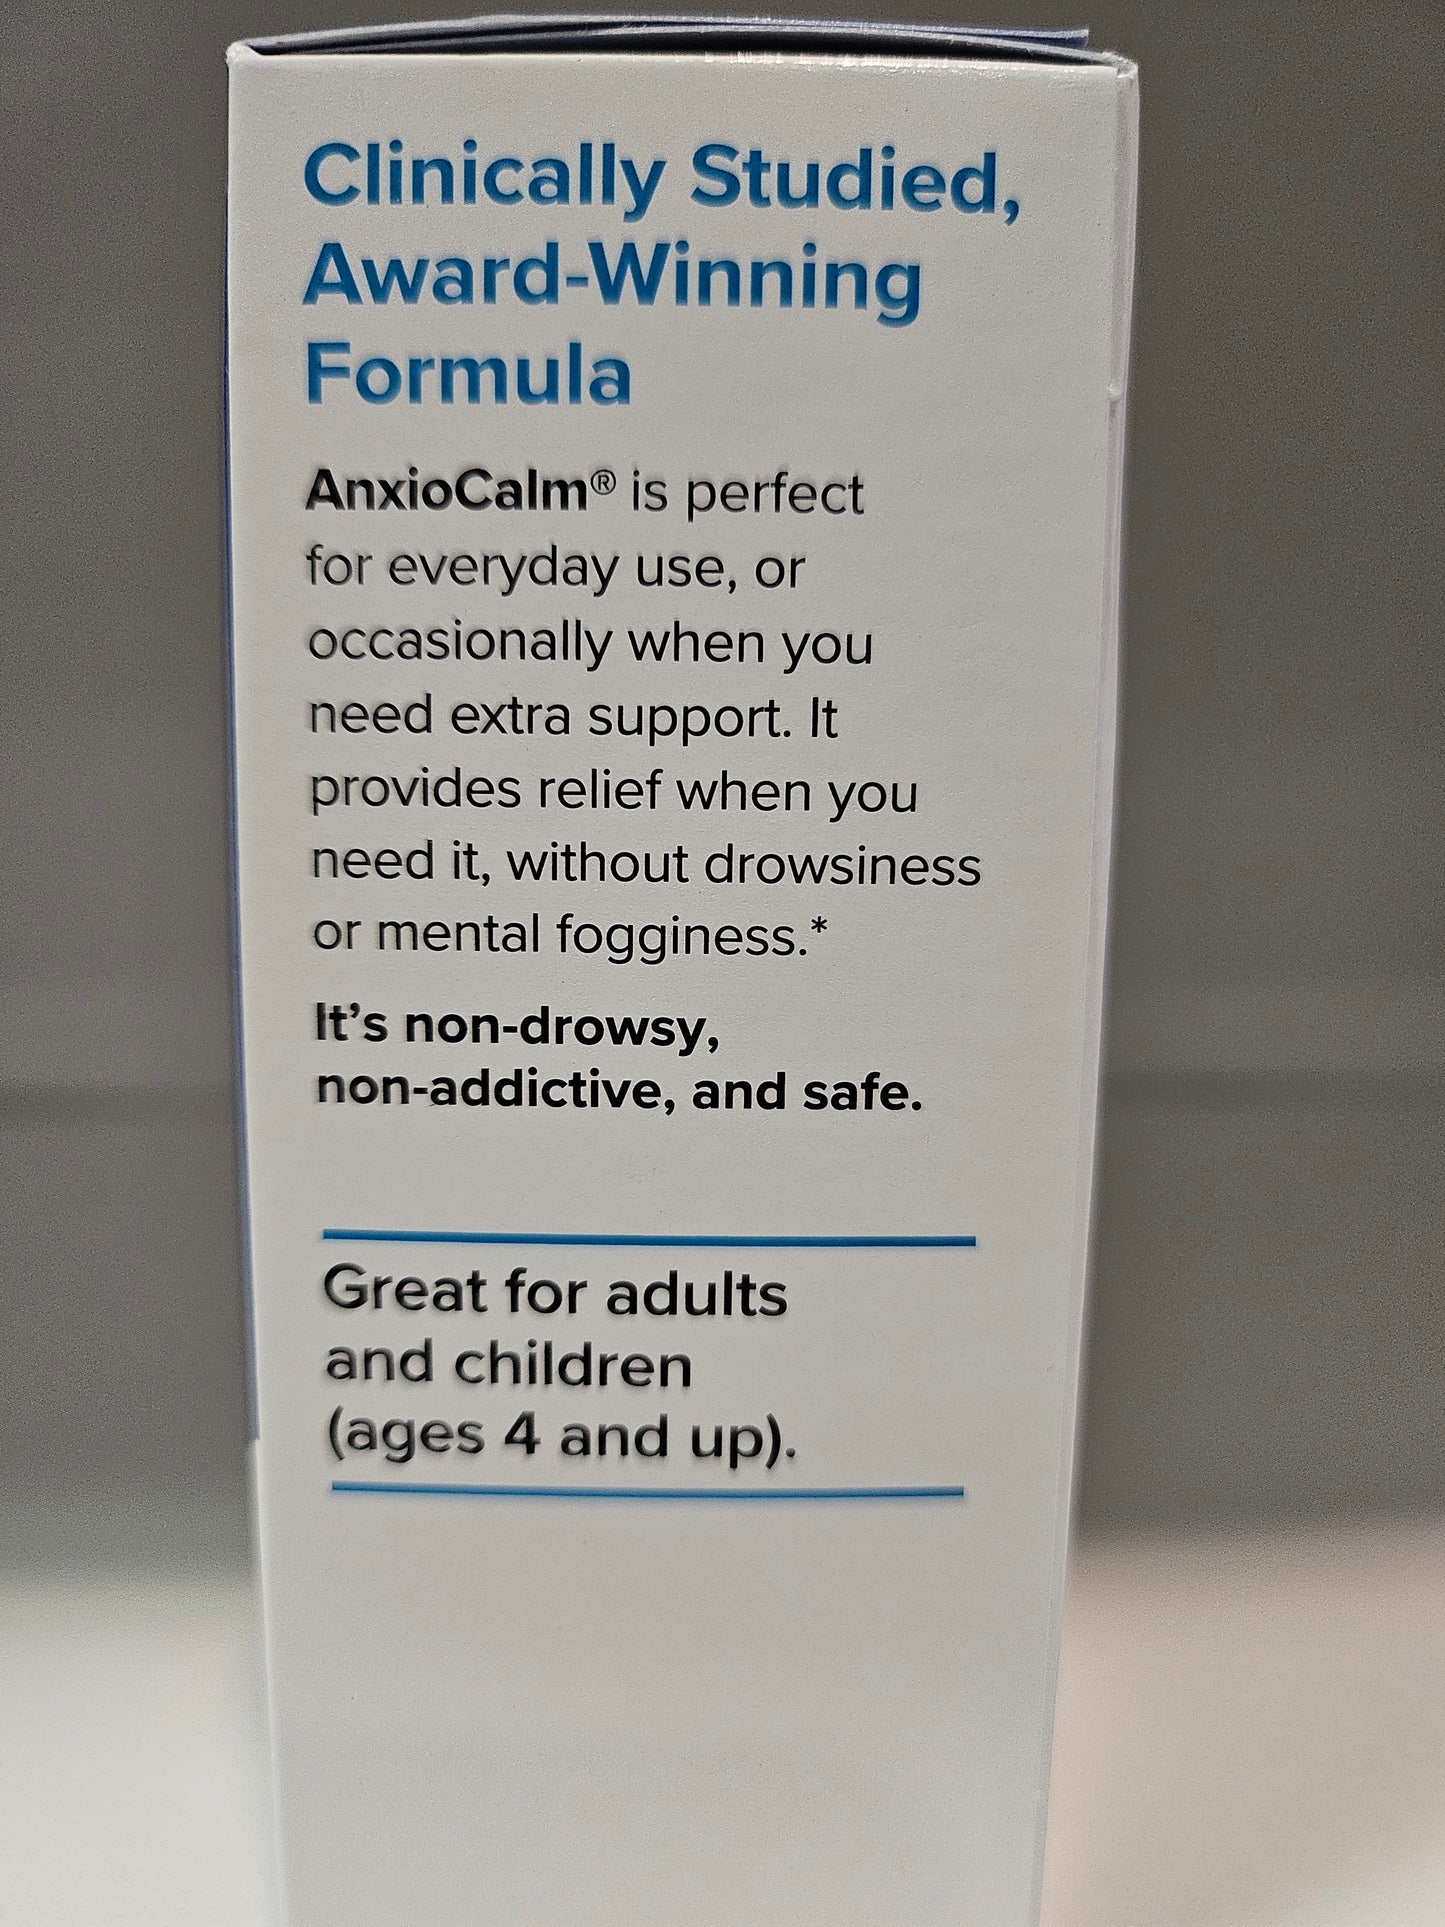 Clinically Studied,
Award-Winning
Formula
AnxioCalm® is perfect
for everyday use, or
occasionally when you
need extra support. It
provides relief when you
need it, without drowsiness
or mental fogginess.*
It’s non-drowsy,
non-addictive, and safe.
Great for adults
and children
(ages 4 and up).